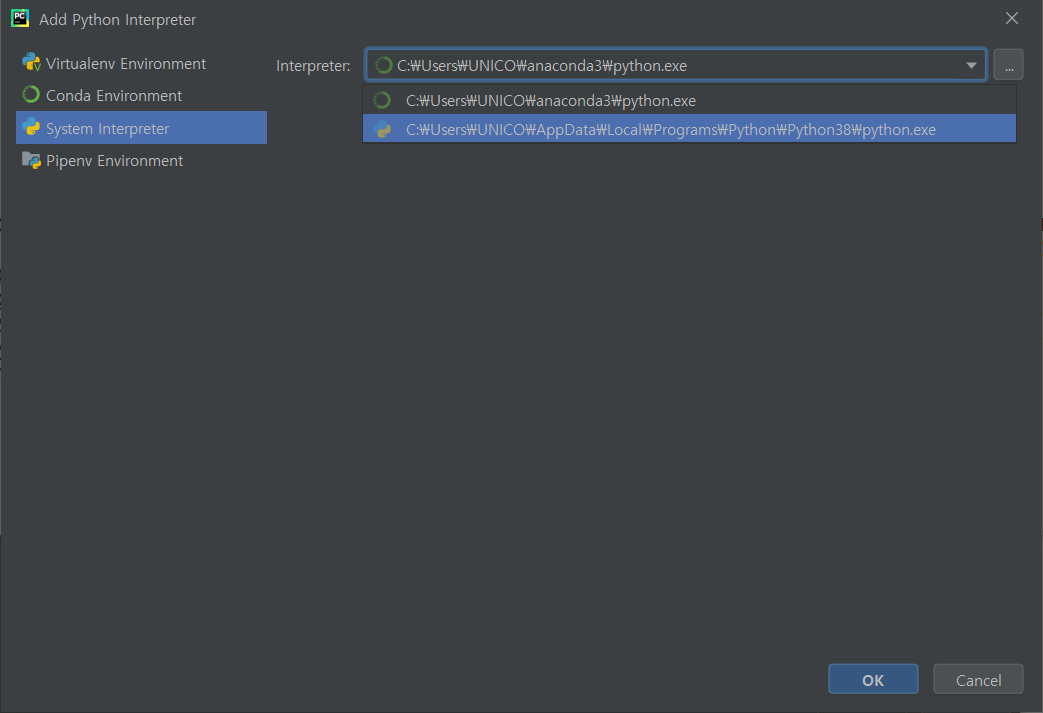 PC
Add Python Interpreter
Virtualenv Environment
Conda Environment
System Interpreter
Pipenv Environment
Interpreter:
C:₩Users₩UNICO₩anaconda3₩python.exe
...
C:₩Users₩UNICO₩anaconda3₩python.exe
C:₩Users₩UNICO₩AppData₩Local₩Programs₩Python₩Python38₩python.exe
OK
Cancel